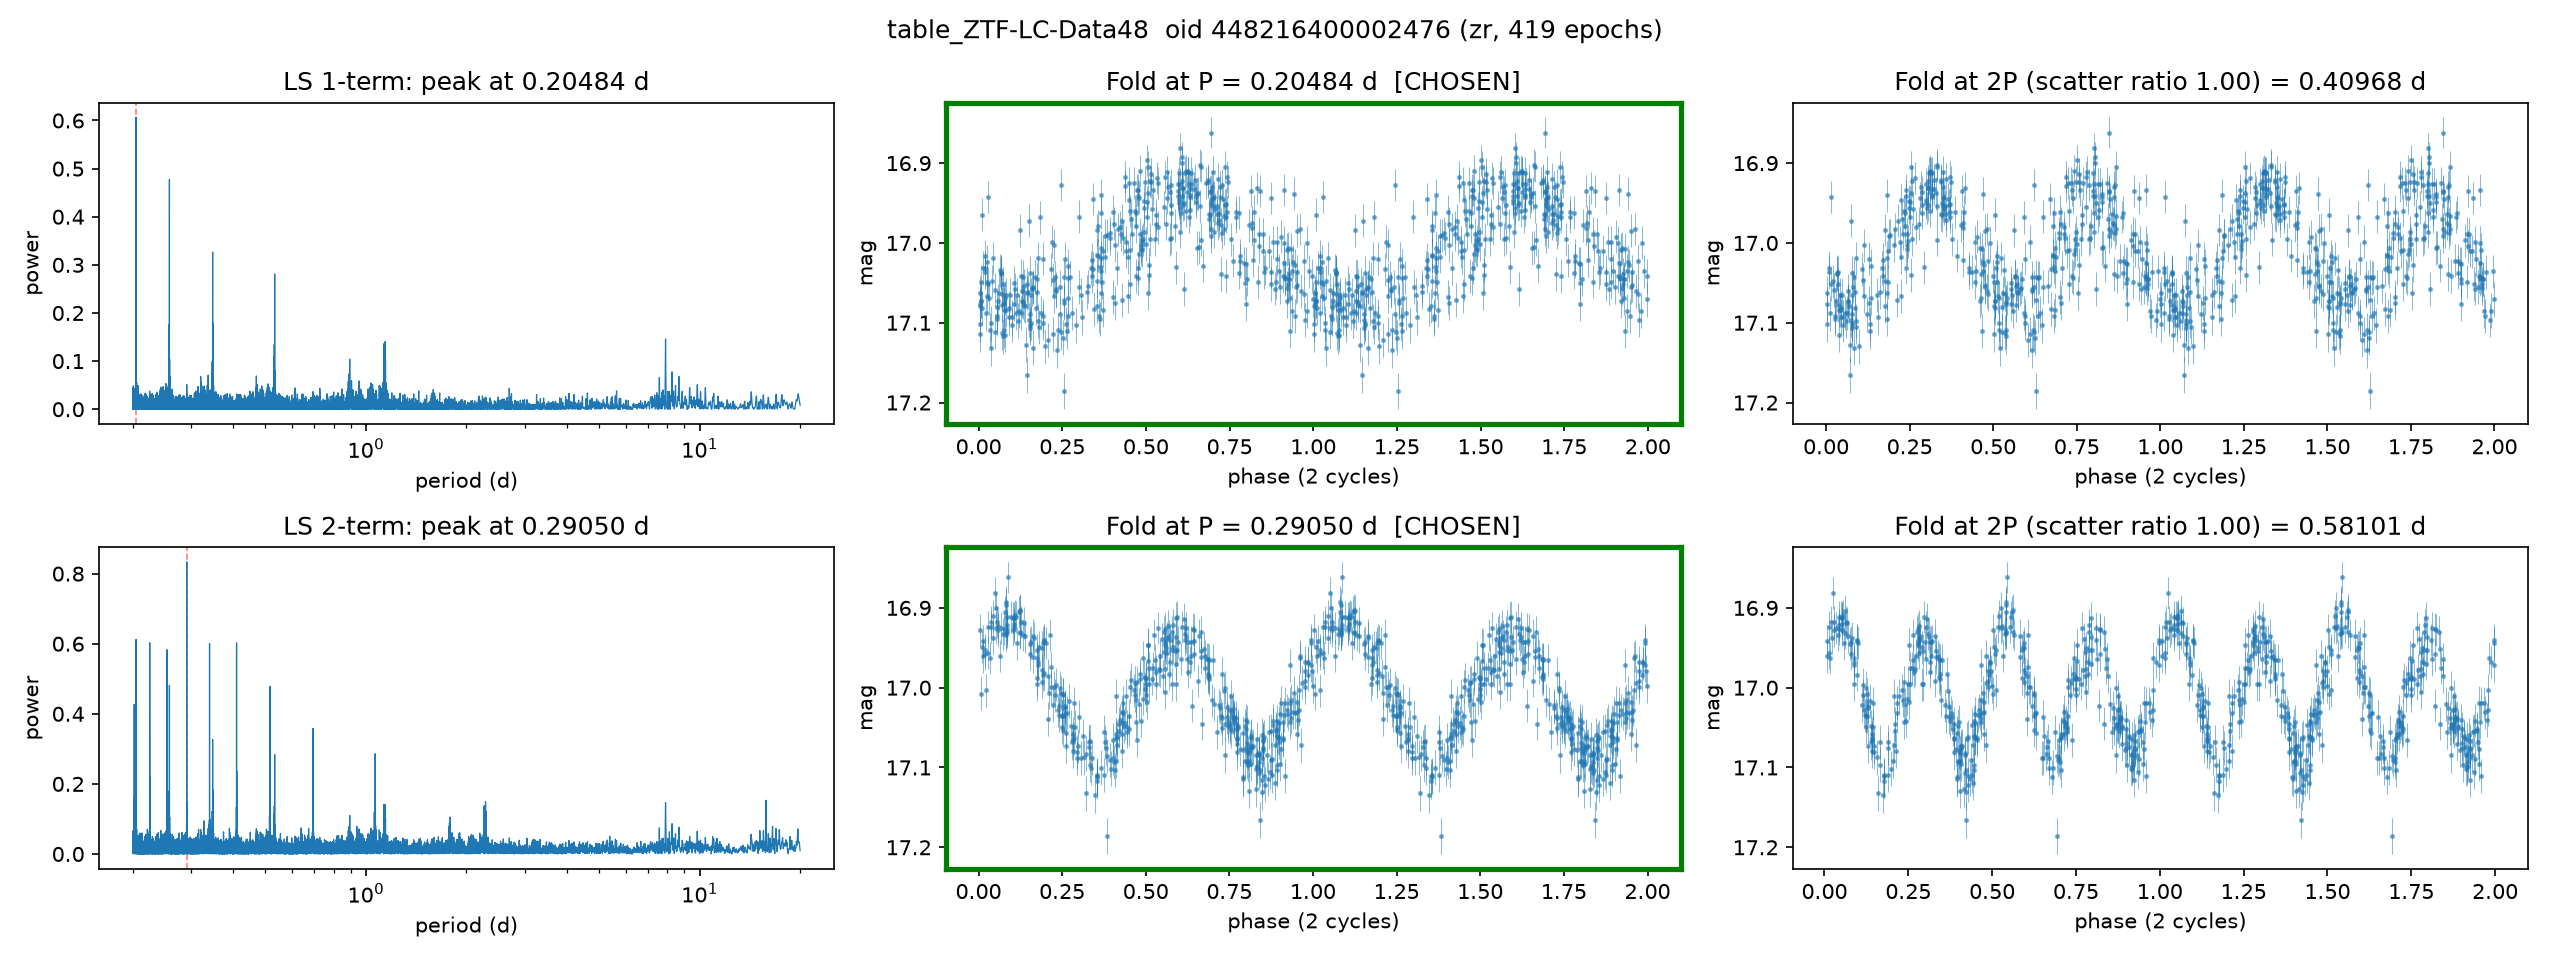 table_ZTF-LC-Data48  oid 448216400002476 (zr, 419 epochs)
LS 1-term: peak at 0.20484 d
power
0.6
0.5
0.4
0.3
0.2
0.1
0.0
10⁰
10¹
period (d)
Fold at P = 0.20484 d  [CHOSEN]
mag
16.9
17.0
17.1
17.2
0.00 0.25 0.50 0.75 1.00 1.25 1.50 1.75 2.00
phase (2 cycles)
Fold at 2P (scatter ratio 1.00) = 0.40968 d
mag
16.9
17.0
17.1
17.2
0.00 0.25 0.50 0.75 1.00 1.25 1.50 1.75 2.00
phase (2 cycles)
LS 2-term: peak at 0.29050 d
power
0.8
0.6
0.4
0.2
0.0
10⁰
10¹
period (d)
Fold at P = 0.29050 d  [CHOSEN]
mag
16.9
17.0
17.1
17.2
0.00 0.25 0.50 0.75 1.00 1.25 1.50 1.75 2.00
phase (2 cycles)
Fold at 2P (scatter ratio 1.00) = 0.58101 d
mag
16.9
17.0
17.1
17.2
0.00 0.25 0.50 0.75 1.00 1.25 1.50 1.75 2.00
phase (2 cycles)